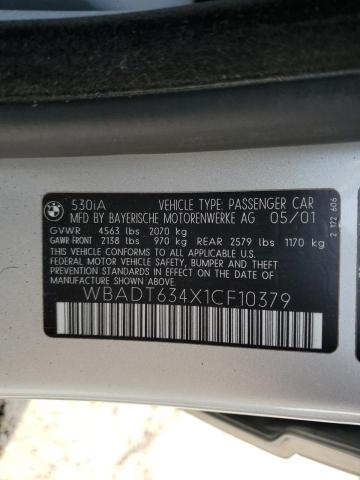 530iA VEHICLE TYPE: PASSENGER CAR
MFD BY BAYERISCHE MOTORENWERKE AG 05/01
GVWR 4563 lbs 2070 kg
GAWR FRONT 2138 lbs 970 kg REAR 2579 lbs 1170 kg
THIS VEHICLE CONFORMS TO ALL APPLICABLE U.S.
FEDERAL MOTOR VEHICLE SAFETY, BUMPER, AND
THEFT PREVENTION STANDARDS IN EFFECT ON THE
DATE OF MANUFACTURE SHOWN ABOVE.
WBADT634X1CF10379
2 172 606